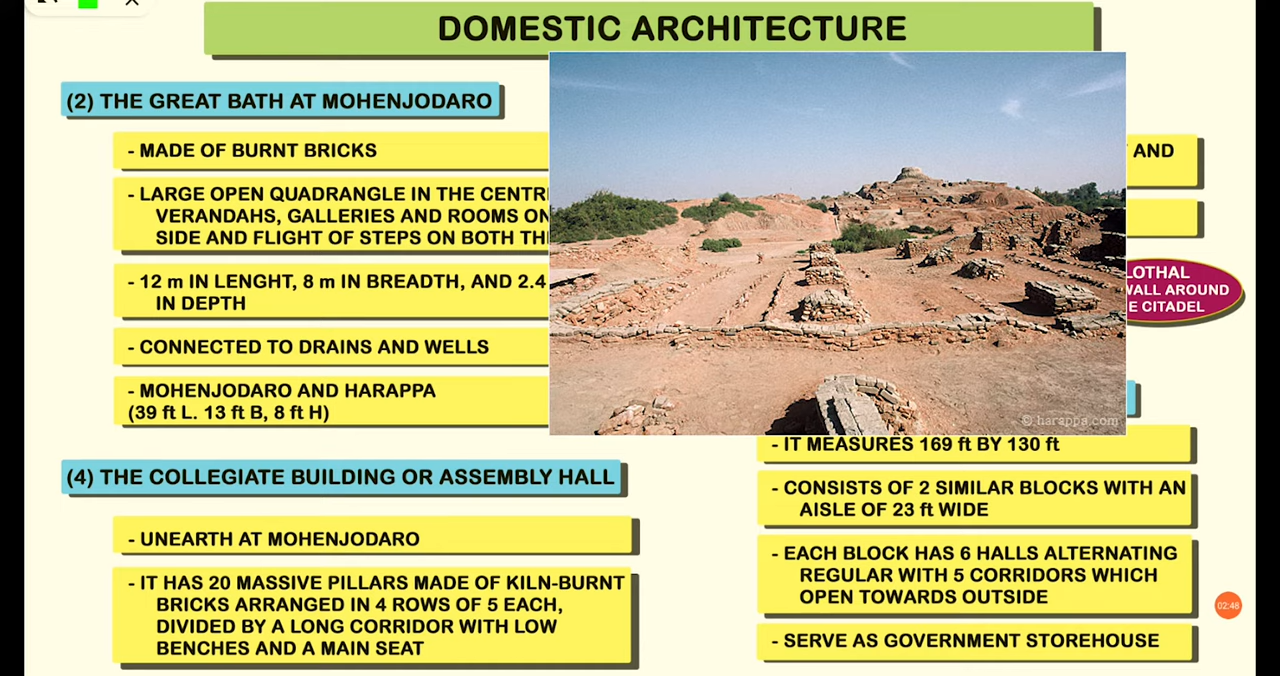 DOMESTIC ARCHITECTURE
(2) THE GREAT BATH AT MOHENJODARO
- MADE OF BURNT BRICKS
- LARGE OPEN QUADRANGLE IN THE CENTR
VERANDAHS, GALLERIES AND ROOMS ON
SIDE AND FLIGHT OF STEPS ON BOTH TH
- 12 m IN LENGHT, 8 m IN BREADTH, AND 2.4
IN DEPTH
- CONNECTED TO DRAINS AND WELLS
- MOHENJODARO AND HARAPPA
(39 ft L. 13 ft B, 8 ft H)
(4) THE COLLEGIATE BUILDING OR ASSEMBLY HALL
- UNEARTH AT MOHENJODARO
- IT HAS 20 MASSIVE PILLARS MADE OF KILN-BURNT
BRICKS ARRANGED IN 4 ROWS OF 5 EACH,
DIVIDED BY A LONG CORRIDOR WITH LOW
BENCHES AND A MAIN SEAT
AND
LOTHAL
WALL AROUND
E CITADEL
© harappa.com
- IT MEASURES 169 ft BY 130 ft
- CONSISTS OF 2 SIMILAR BLOCKS WITH AN
AISLE OF 23 ft WIDE
- EACH BLOCK HAS 6 HALLS ALTERNATING
REGULAR WITH 5 CORRIDORS WHICH
OPEN TOWARDS OUTSIDE
- SERVE AS GOVERNMENT STOREHOUSE
02:48